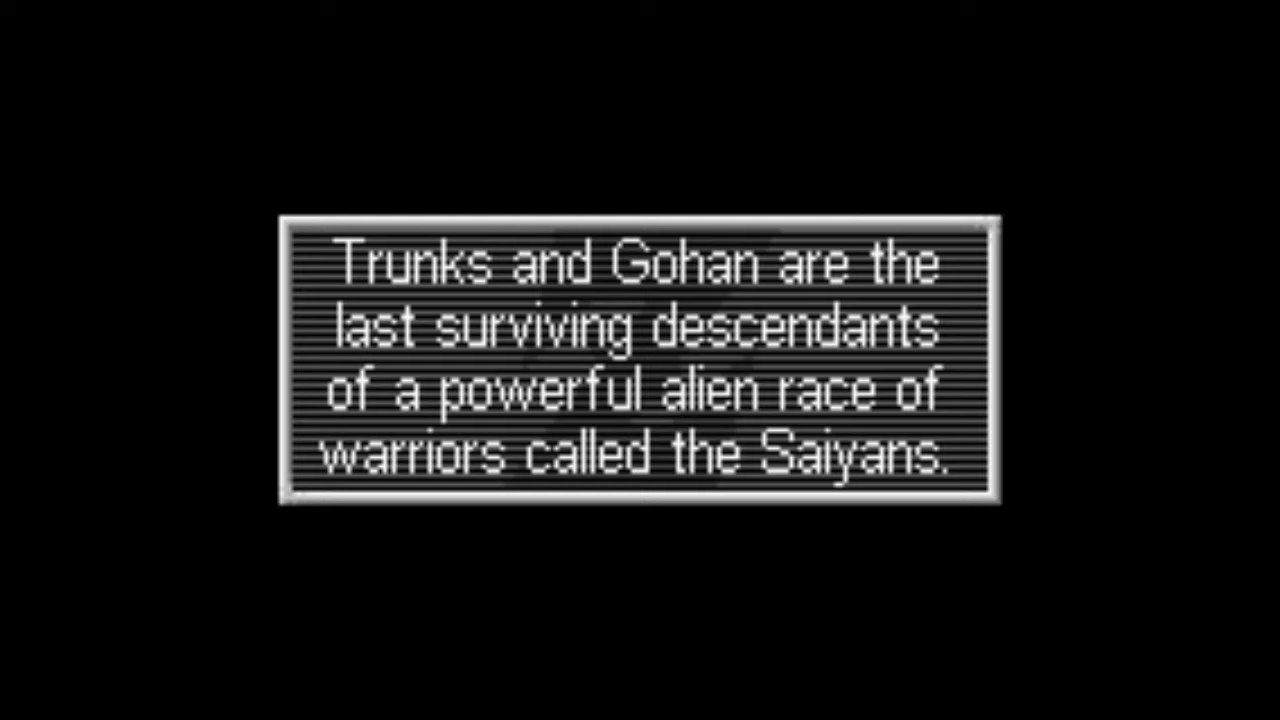 Trunks and Gohan are the
last surviving descendants
of a powerful alien race of
warriors called the Saiyans.